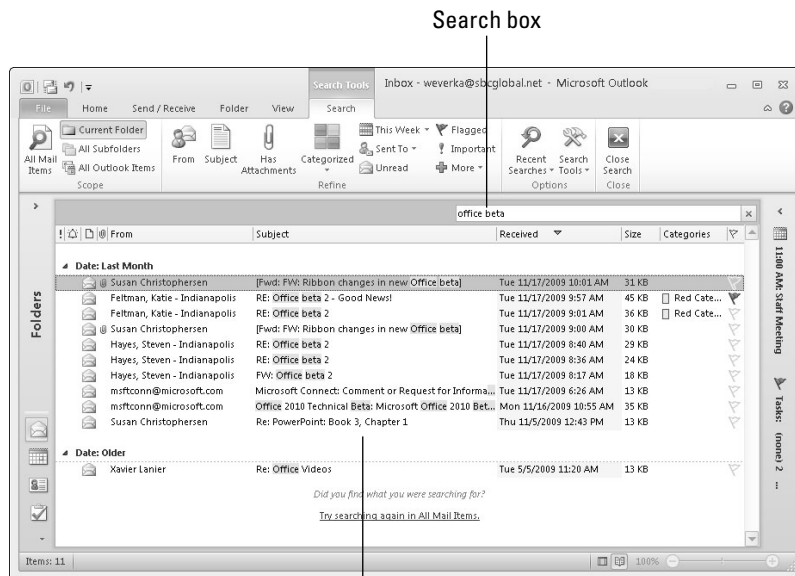 Search box
Search Tools
Inbox - weverka@sbcglobal.net - Microsoft Outlook
File Home Send / Receive Folder View Search
All Mail Items
Current Folder
All Subfolders
All Outlook Items
Scope
From
Subject
Has Attachments
Categorized
This Week
Sent To
Unread
Flagged
Important
More
Refine
Recent Searches
Search Tools
Options
Close Search
Close
office beta
From Subject Received Size Categories
Date: Last Month
Susan Christophersen [Fwd: FW: Ribbon changes in new Office beta] Tue 11/17/2009 10:01 AM 31 KB
Feltman, Katie - Indianapolis RE: Office beta 2 - Good News! Tue 11/17/2009 9:57 AM 45 KB Red Cate...
Feltman, Katie - Indianapolis RE: Office beta 2 Tue 11/17/2009 9:01 AM 36 KB Red Cate...
Susan Christophersen [Fwd: FW: Ribbon changes in new Office beta] Tue 11/17/2009 9:00 AM 30 KB
Hayes, Steven - Indianapolis RE: Office beta 2 Tue 11/17/2009 8:40 AM 29 KB
Hayes, Steven - Indianapolis RE: Office beta 2 Tue 11/17/2009 8:36 AM 24 KB
Hayes, Steven - Indianapolis FW: Office beta 2 Tue 11/17/2009 8:17 AM 18 KB
msftconn@microsoft.com Microsoft Connect: Comment or Request for Informa... Tue 11/17/2009 6:26 AM 13 KB
msftconn@microsoft.com Office 2010 Technical Beta: Microsoft Office 2010 Bet... Mon 11/16/2009 10:55 AM 35 KB
Susan Christophersen Re: PowerPoint: Book 3, Chapter 1 Thu 11/5/2009 12:43 PM 13 KB
Date: Older
Xavier Lanier Re: Office Videos Tue 5/5/2009 11:20 AM 13 KB
Did you find what you were searching for?
Try searching again in All Mail Items.
Folders
11:00 AM: Staff Meeting
Tasks: (none) 2 ...
Items: 11
100%